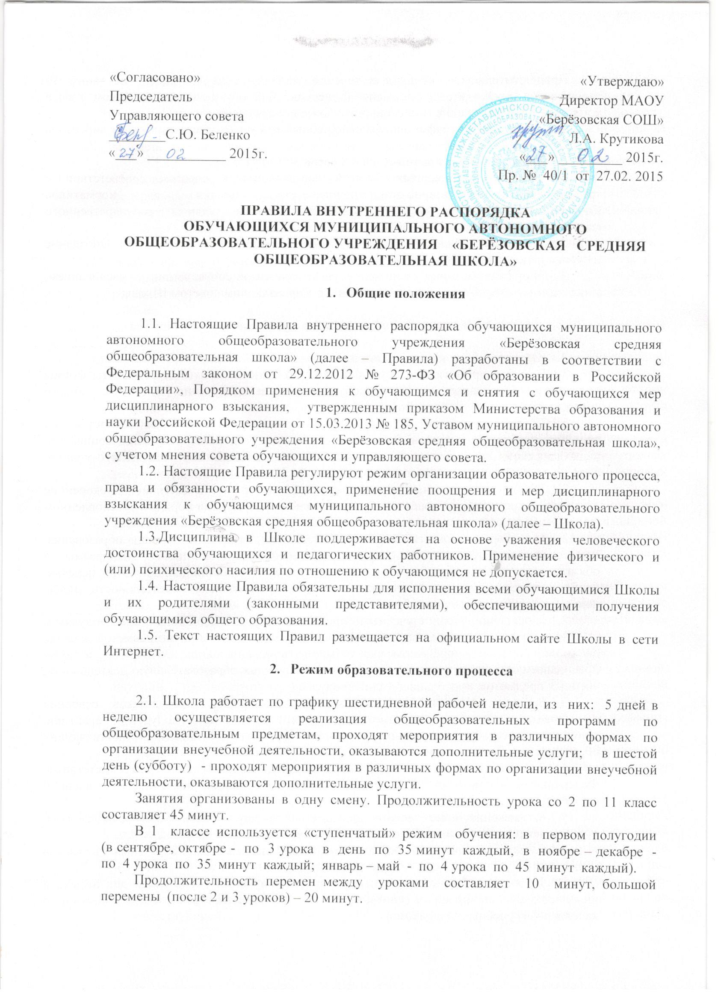 «Согласовано»
Председатель
Управляющего совета
________С.Ю. Беленко
«27» 02 2015г.
«Утверждаю»
Директор МАОУ
«Берёзовская СОШ»
Л.А. Крутикова
«27» 02 2015г.
Пр. № 40/1 от 27.02. 2015
ПРАВИЛА ВНУТРЕННЕГО РАСПОРЯДКА
ОБУЧАЮЩИХСЯ МУНИЦИПАЛЬНОГО АВТОНОМНОГО
ОБЩЕОБРАЗОВАТЕЛЬНОГО УЧРЕЖДЕНИЯ «БЕРЁЗОВСКАЯ СРЕДНЯЯ
ОБЩЕОБРАЗОВАТЕЛЬНАЯ ШКОЛА»
1. Общие положения
1.1. Настоящие Правила внутреннего распорядка обучающихся муниципального
автономного общеобразовательного учреждения «Берёзовская средняя
общеобразовательная школа» (далее – Правила) разработаны в соответствии с
Федеральным законом от 29.12.2012 № 273-ФЗ «Об образовании в Российской
Федерации», Порядком применения к обучающимся и снятия с обучающихся мер
дисциплинарного взыскания, утвержденным приказом Министерства образования и
науки Российской Федерации от 15.03.2013 № 185, Уставом муниципального автономного
общеобразовательного учреждения «Берёзовская средняя общеобразовательная школа»,
с учетом мнения совета обучающихся и управляющего совета.
1.2. Настоящие Правила регулируют режим организации образовательного процесса,
права и обязанности обучающихся, применение поощрения и мер дисциплинарного
взыскания к обучающимся муниципального автономного общеобразовательного
учреждения «Берёзовская средняя общеобразовательная школа» (далее – Школа).
1.3.Дисциплина в Школе поддерживается на основе уважения человеческого
достоинства обучающихся и педагогических работников. Применение физического и
(или) психического насилия по отношению к обучающимся не допускается.
1.4. Настоящие Правила обязательны для исполнения всеми обучающимися Школы
и их родителями (законными представителями), обеспечивающими получения
обучающимися общего образования.
1.5. Текст настоящих Правил размещается на официальном сайте Школы в сети
Интернет.
2. Режим образовательного процесса
2.1. Школа работает по графику шестидневной рабочей недели, из них: 5 дней в
неделю осуществляется реализация общеобразовательных программ по
общеобразовательным предметам, проходят мероприятия в различных формах по
организации внеучебной деятельности, оказываются дополнительные услуги; в шестой
день (субботу) - проходят мероприятия в различных формах по организации внеучебной
деятельности, оказываются дополнительные услуги.
Занятия организованы в одну смену. Продолжительность урока со 2 по 11 класс
составляет 45 минут.
В 1 классе используется «ступенчатый» режим обучения: в первом полугодии
(в сентябре, октябре - по 3 урока в день по 35 минут каждый, в ноябре – декабре -
по 4 урока по 35 минут каждый; январь – май - по 4 урока по 45 минут каждый).
Продолжительность перемен между уроками составляет 10 минут, большой
перемены (после 2 и 3 уроков) – 20 минут.